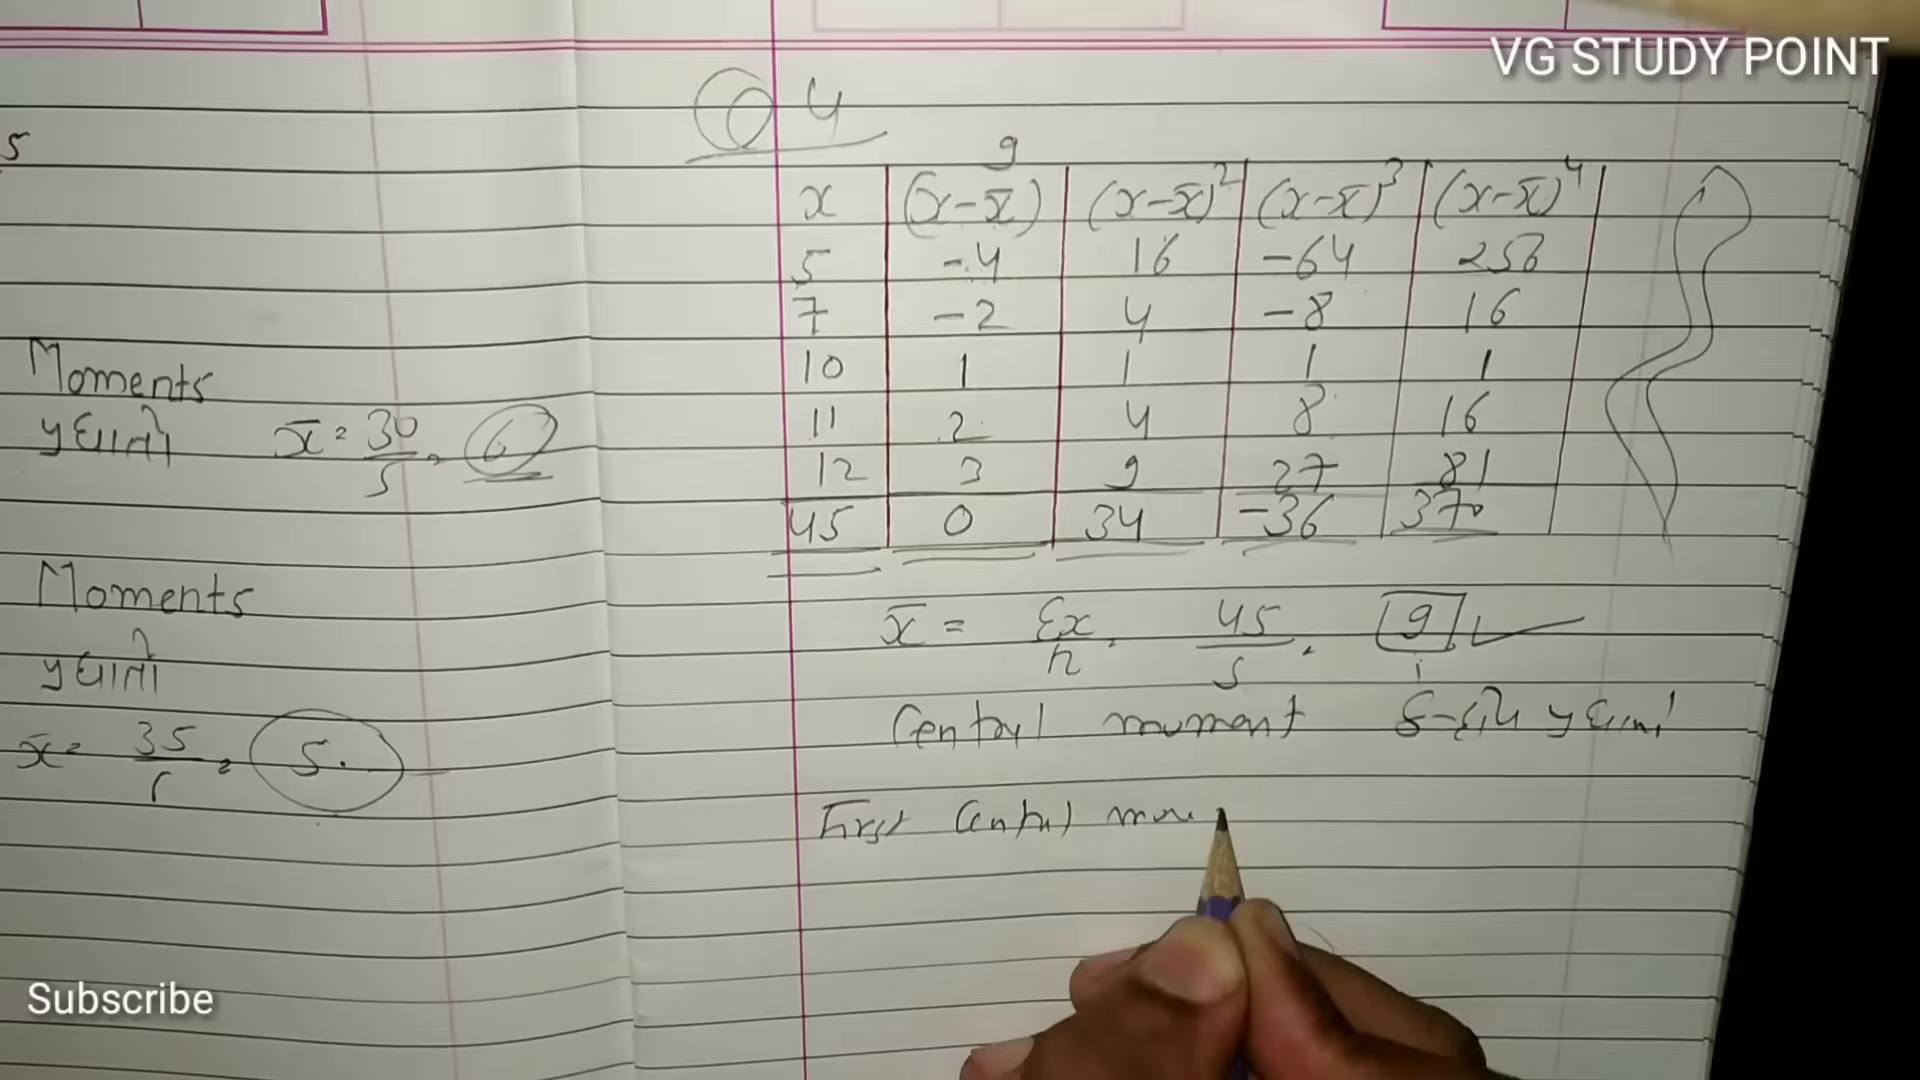 VG STUDY POINT
4
5
9
x (x-x̄) (x-x̄)² (x-x̄)³ (x-x̄)⁴
5 -4 16 -64 256
7 -2 4 -8 16
10 1 1 1 1
11 2 4 8 16
12 3 9 27 81
45 0 34 -36 370
x̄ = Σx/n = 45/5 = 9
Central moment
First Central mome
Moments
x̄ = 30/5 = 6
Moments
x̄ = 35
5
Subscribe